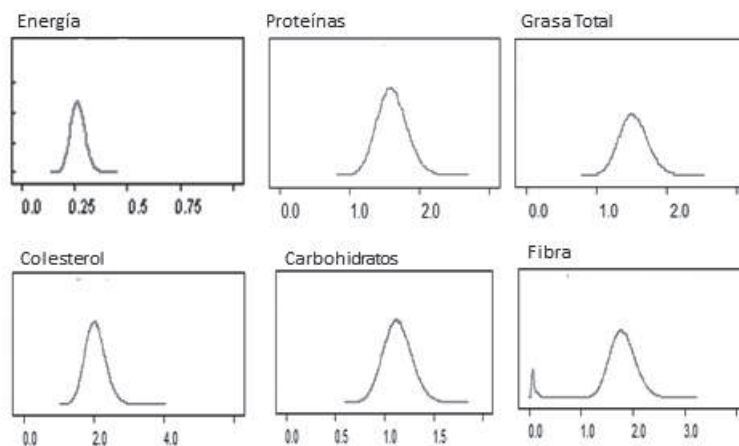 Energía
Proteínas
Grasa Total
0.0 0.25 0.5 0.75
0.0 1.0 2.0
0.0 1.0 2.0
Colesterol
Carbohidratos
Fibra
0.0 2.0 4.0
0.0 0.5 1.0 1.5
0.0 1.0 2.0 3.0